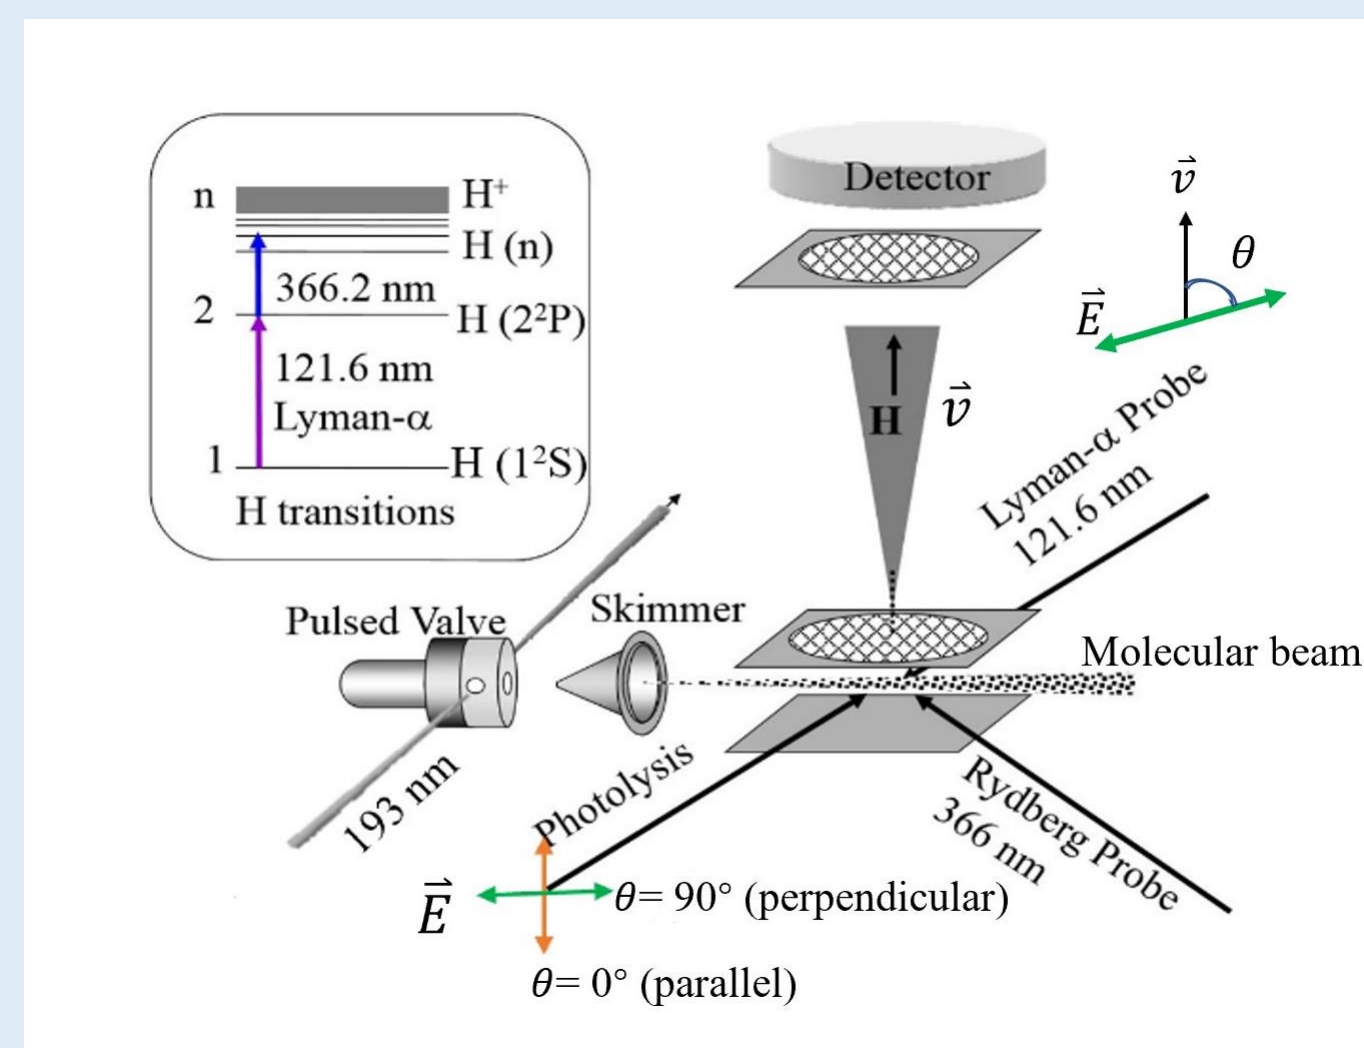 n
H⁺
H (n)
366.2 nm
2
H (2²P)
121.6 nm
Lyman-α
1
H (1²S)
H transitions
Detector
v⃗
θ
E⃗
H
v⃗
Lyman-α Probe
121.6 nm
Pulsed Valve
Skimmer
Molecular beam
193 nm
Photolysis
Rydberg Probe
366 nm
E⃗
θ= 90° (perpendicular)
θ= 0° (parallel)